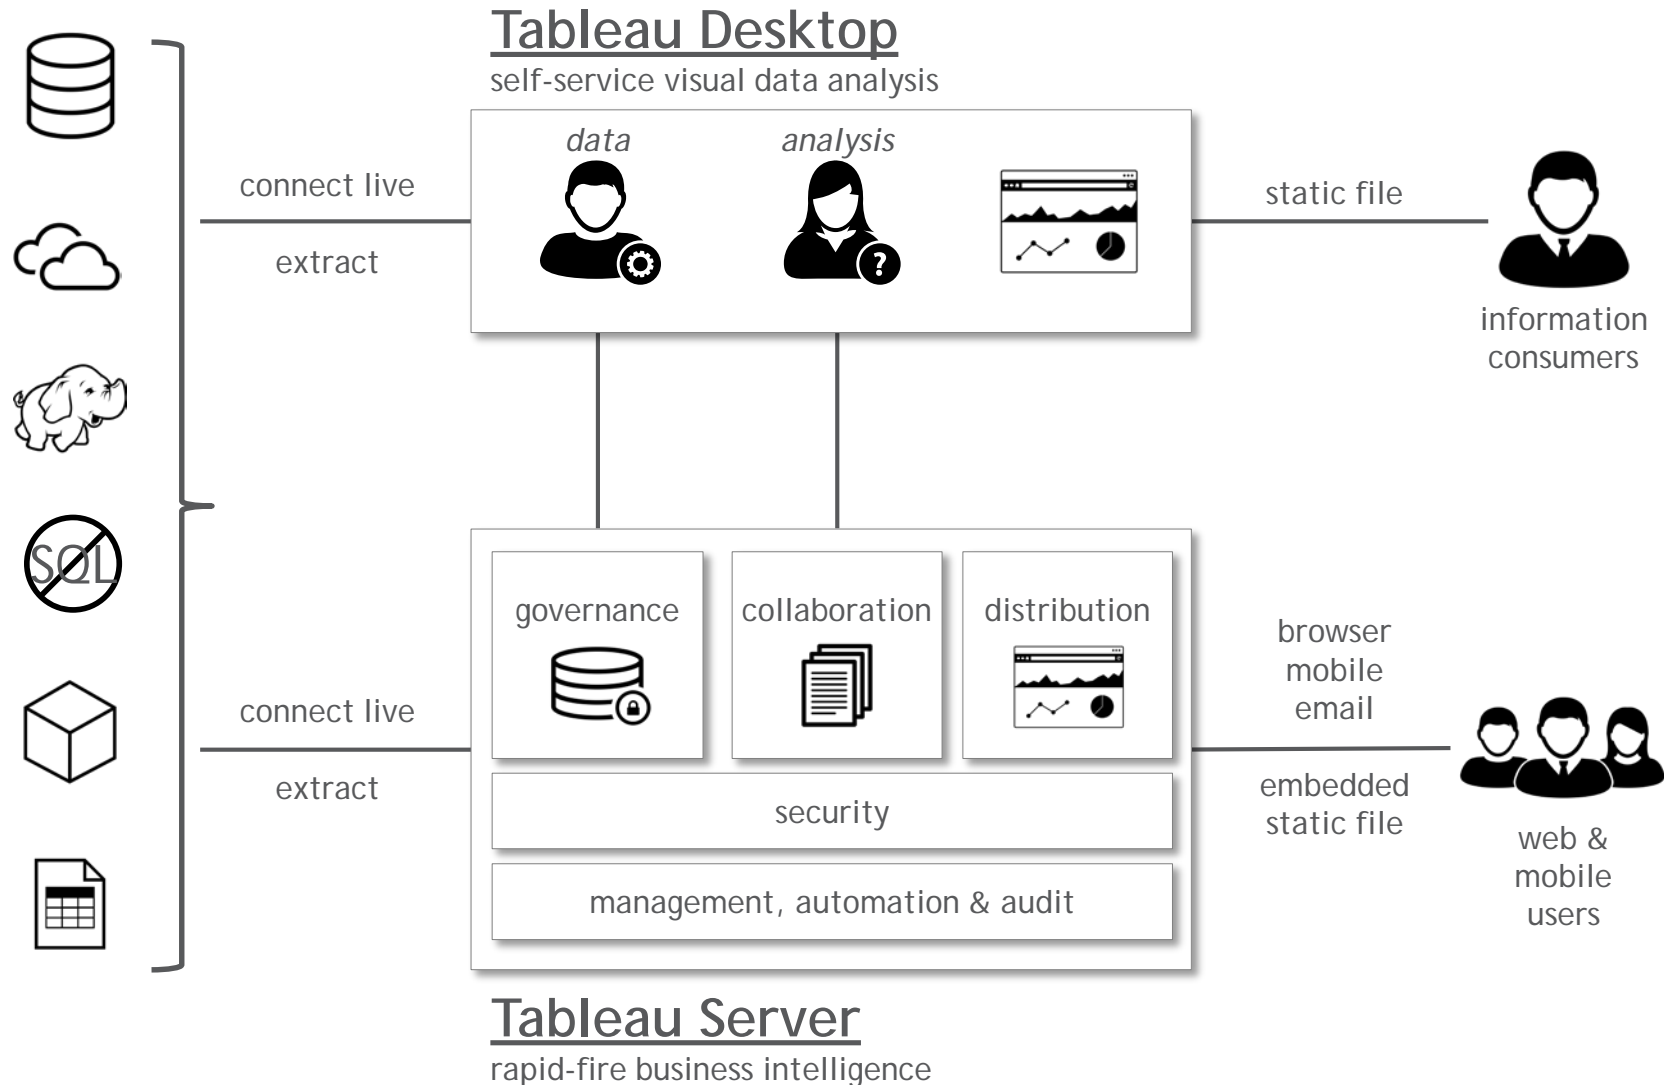 Tableau Desktop
self-service visual data analysis
data
analysis
connect live
extract
static file
information
consumers
SQL
governance
collaboration
distribution
browser
mobile
email
connect live
extract
embedded
static file
security
web &
mobile
users
management, automation & audit
Tableau Server
rapid-fire business intelligence
?